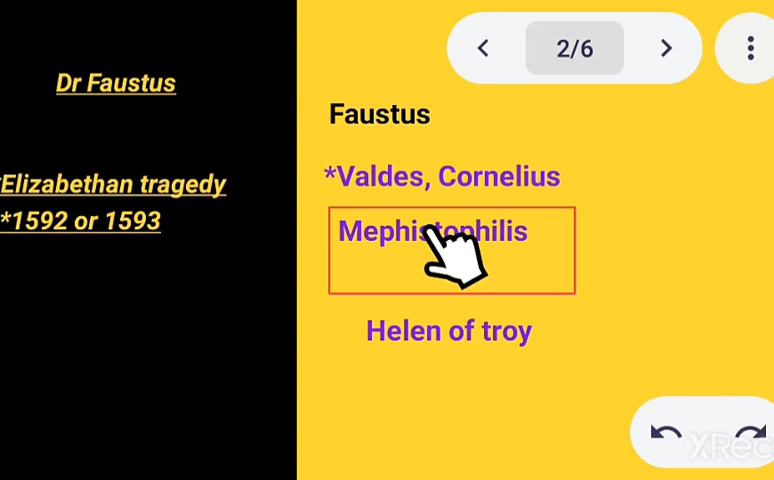 Dr Faustus
*Elizabethan tragedy
*1592 or 1593
2/6
Faustus
*Valdes, Cornelius
Mephistophilis
Helen of troy
XRec